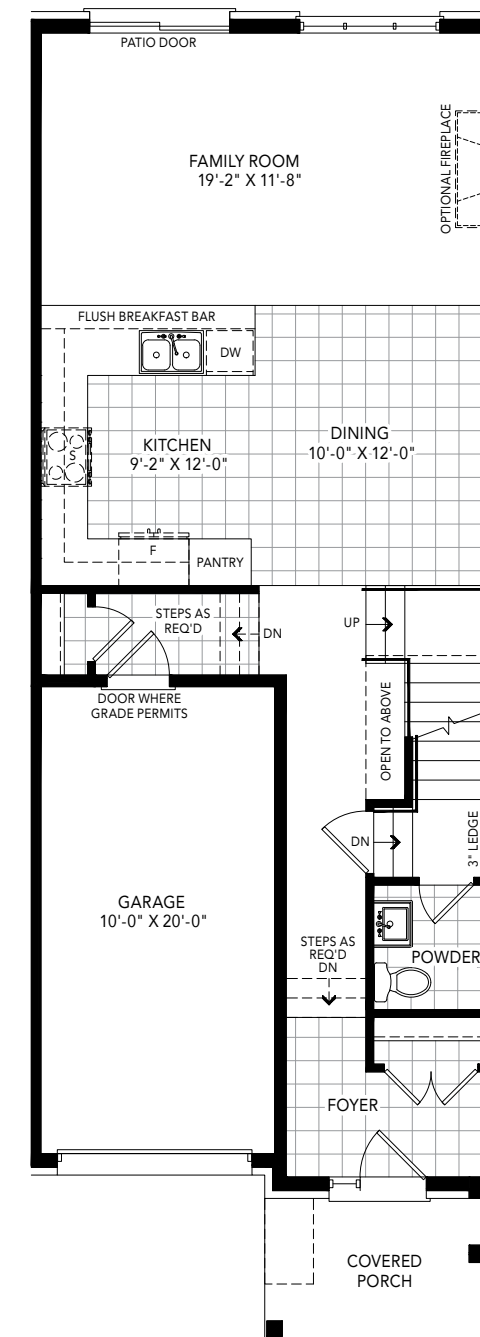 PATIO DOOR
OPTIONAL FIREPLACE
FAMILY ROOM
19'-2" X 11'-8"
FLUSH BREAKFAST BAR
DW
DINING
10'-0" X 12'-0"
KITCHEN
9'-2" X 12'-0"
S
F
PANTRY
STEPS AS
REQ'D
DN
UP
DOOR WHERE
GRADE PERMITS
OPEN TO ABOVE
DN
3" LEDGE
GARAGE
10'-0" X 20'-0"
STEPS AS
REQ'D
DN
POWDER
FOYER
COVERED
PORCH